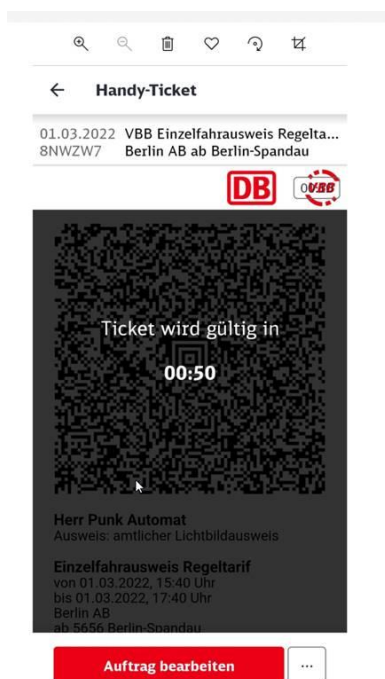 Handy-Ticket
01.03.2022 VBB Einzelfahrausweis Regelta...
8NWZW7 Berlin AB ab Berlin-Spandau
DB VBB
Ticket wird gültig in
00:50
Herr Punk Automat
Ausweis: amtlicher Lichtbildausweis
Einzelfahrausweis Regeltarif
von 01.03.2022, 15:40 Uhr
bis 01.03.2022, 17:40 Uhr
Berlin AB
ab 5656 Berlin-Spandau
Auftrag bearbeiten ...